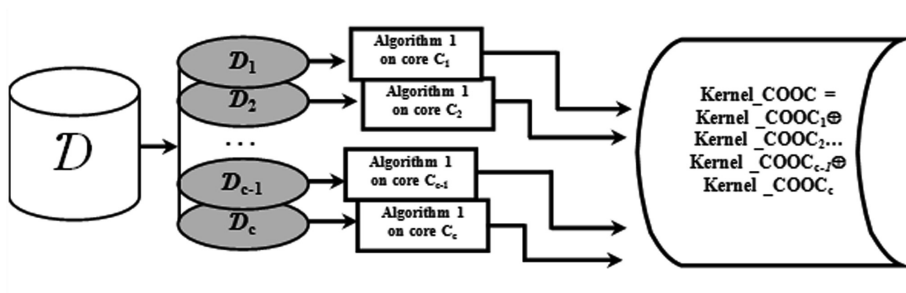 D
D1
D2
...
Dc-1
Dc
Algorithm 1
on core C1
Algorithm 1
on core C2
Algorithm 1
on core Cc-1
Algorithm 1
on core Cc
Kernel_COOC =
Kernel _COOC1⊕
Kernel _COOC2...
Kernel _COOCc-1⊕
Kernel _COOCc